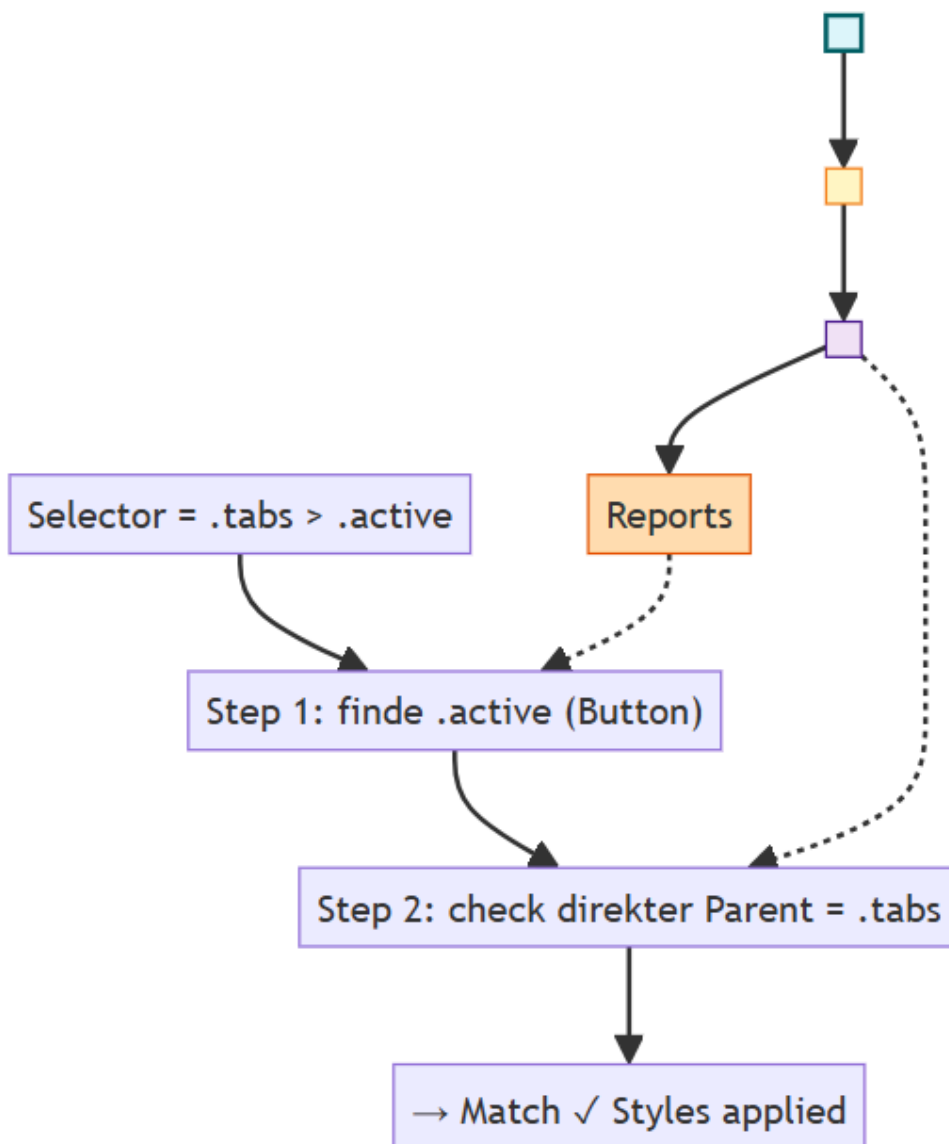 Selector = .tabs > .active
Reports
Step 1: finde .active (Button)
Step 2: check direkter Parent = .tabs
→ Match ✓ Styles applied